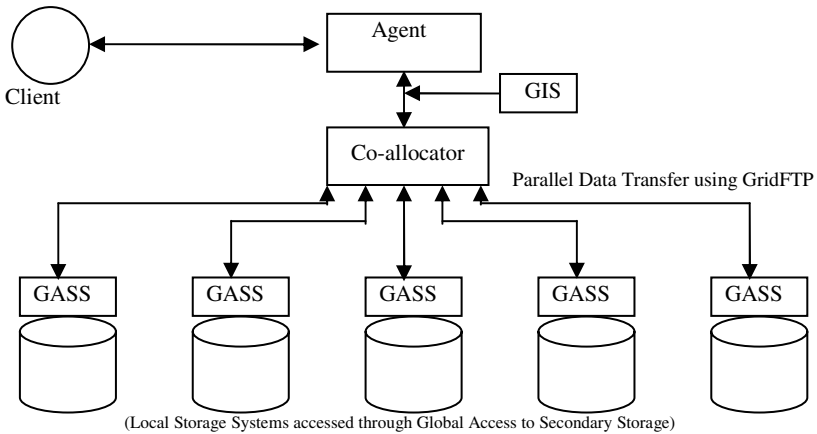 Agent
Client
GIS
Co-allocator
Parallel Data Transfer using GridFTP
GASS
GASS
GASS
GASS
GASS
(Local Storage Systems accessed through Global Access to Secondary Storage)